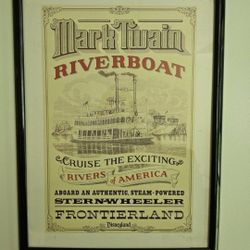 Mark Twain
RIVERBOAT
CRUISE THE EXCITING
RIVERS of AMERICA
ABOARD AN AUTHENTIC, STEAM-POWERED
STERN-WHEELER
FRONTIERLAND
Disneyland